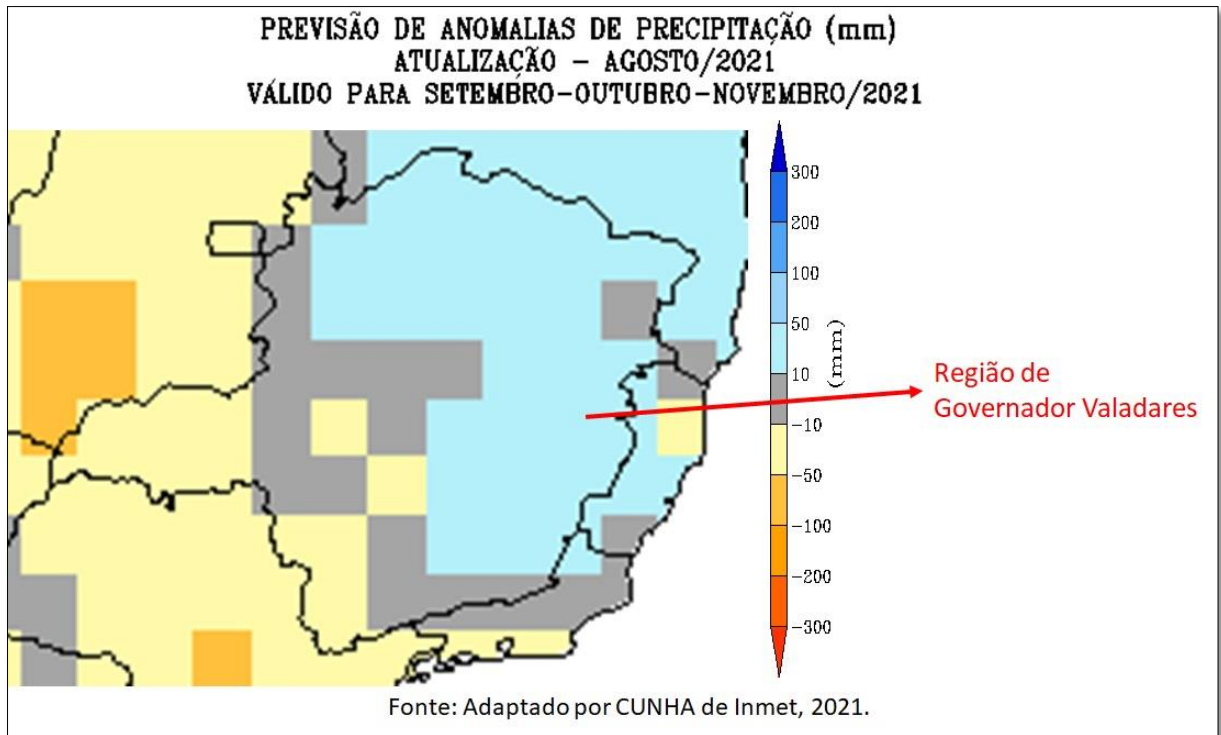 PREVISÃO DE ANOMALIAS DE PRECIPITAÇÃO (mm)
ATUALIZAÇÃO - AGOSTO/2021
VÁLIDO PARA SETEMBRO-OUTUBRO-NOVEMBRO/2021
300
200
100
50
10
-10
-50
-100
-200
-300
(mm)
Região de
Governador Valadares
Fonte: Adaptado por CUNHA de Inmet, 2021.